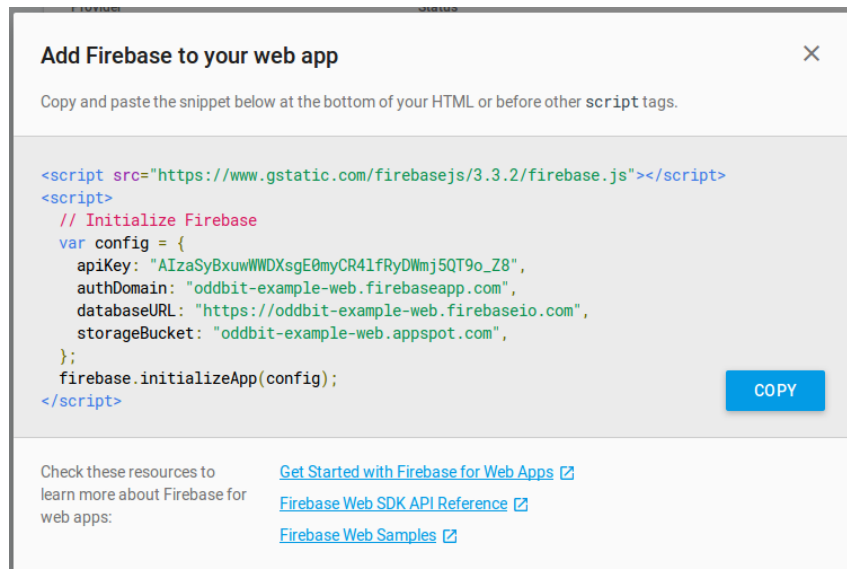 Provider Status
Add Firebase to your web app
Copy and paste the snippet below at the bottom of your HTML or before other script tags.
<script src="https://www.gstatic.com/firebasejs/3.3.2/firebase.js"></script>
<script>
  // Initialize Firebase
  var config = {
    apiKey: "AIzaSyBxuwWWDXsgE0myCR4lfRyDWmj5QT9o_Z8",
    authDomain: "oddbit-example-web.firebaseapp.com",
    databaseURL: "https://oddbit-example-web.firebaseio.com",
    storageBucket: "oddbit-example-web.appspot.com",
  };
  firebase.initializeApp(config);
</script>
COPY
Check these resources to
learn more about Firebase for
web apps:
Get Started with Firebase for Web Apps
Firebase Web SDK API Reference
Firebase Web Samples